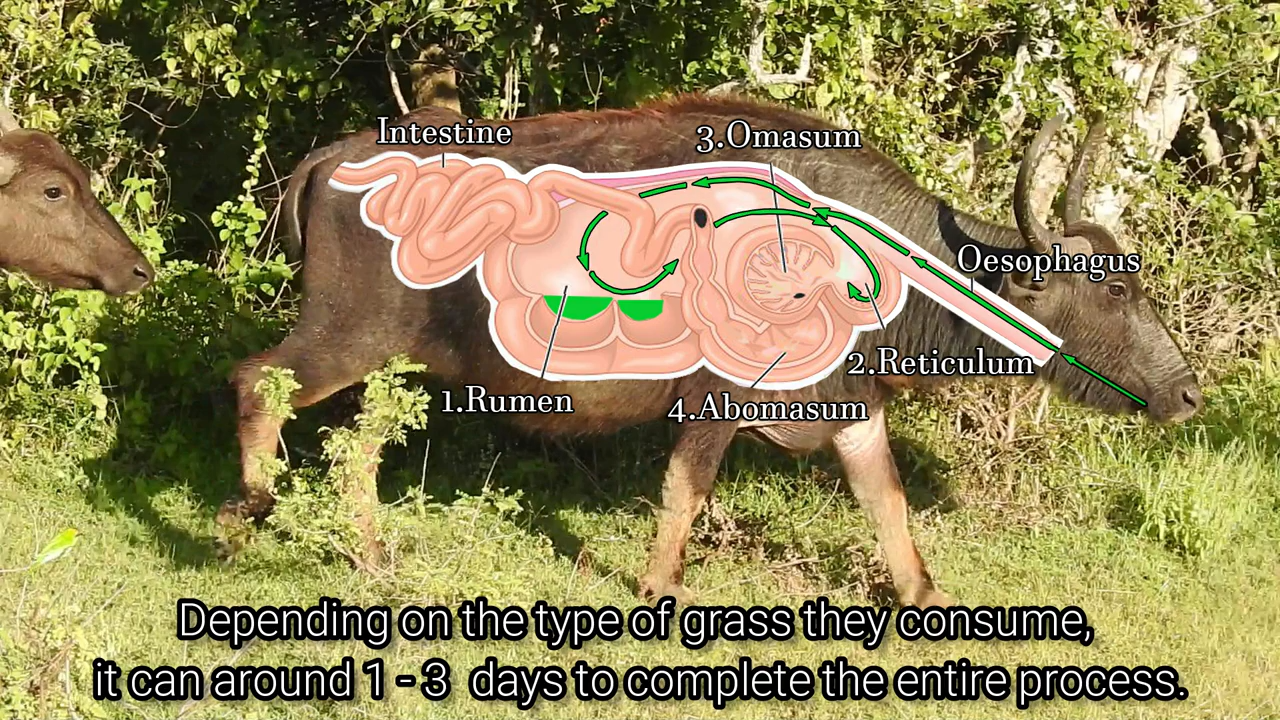 Intestine
3.Omasum
Oesophagus
2.Reticulum
1.Rumen
4.Abomasum
Depending on the type of grass they consume,
it can around 1 - 3 days to complete the entire process.